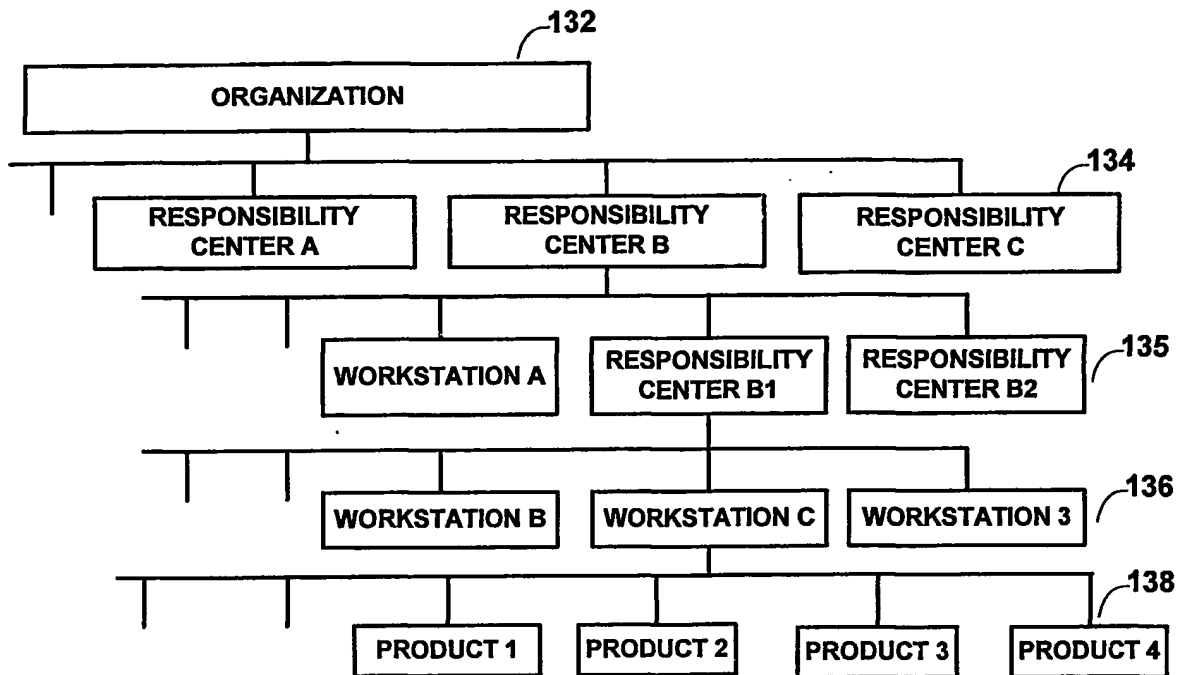 132
ORGANIZATION
134
RESPONSIBILITY
CENTER A
RESPONSIBILITY
CENTER B
RESPONSIBILITY
CENTER C
135
WORKSTATION A
RESPONSIBILITY
CENTER B1
RESPONSIBILITY
CENTER B2
136
WORKSTATION B
WORKSTATION C
WORKSTATION 3
138
PRODUCT 1
PRODUCT 2
PRODUCT 3
PRODUCT 4